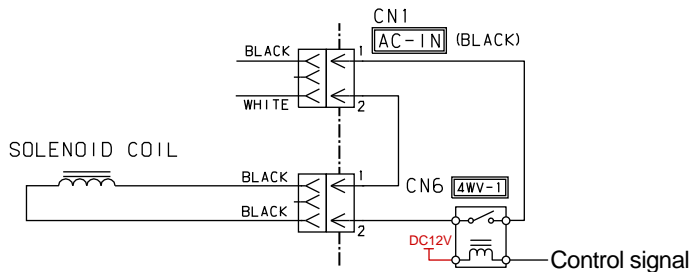 CN1
AC-IN (BLACK)
BLACK 1
WHITE 2
SOLENOID COIL
BLACK 1
CN6 4WV-1
BLACK 2
DC12V
Control signal